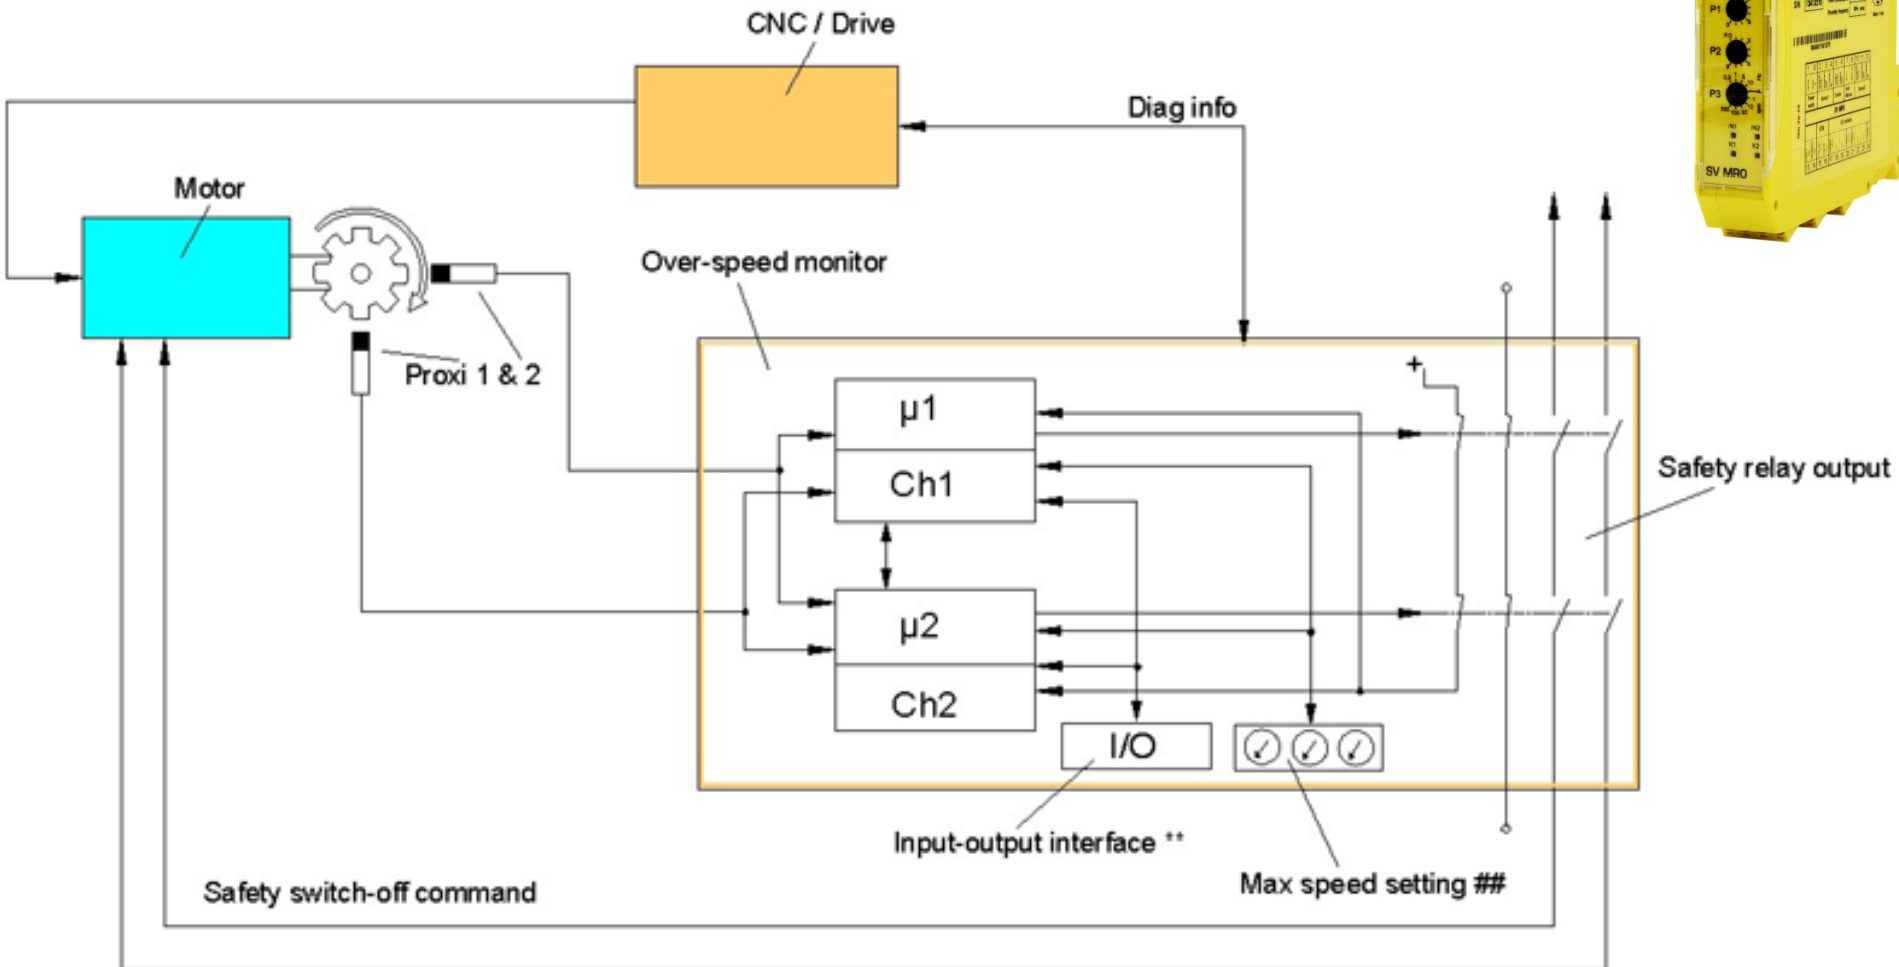 CNC / Drive
P1
P2
P3
SV MR0
Diag info
Motor
Over-speed monitor
Proxi 1 & 2
+
µ1
Ch1
Safety relay output
µ2
Ch2
I/O
Input-output interface **
Max speed setting ##
Safety switch-off command